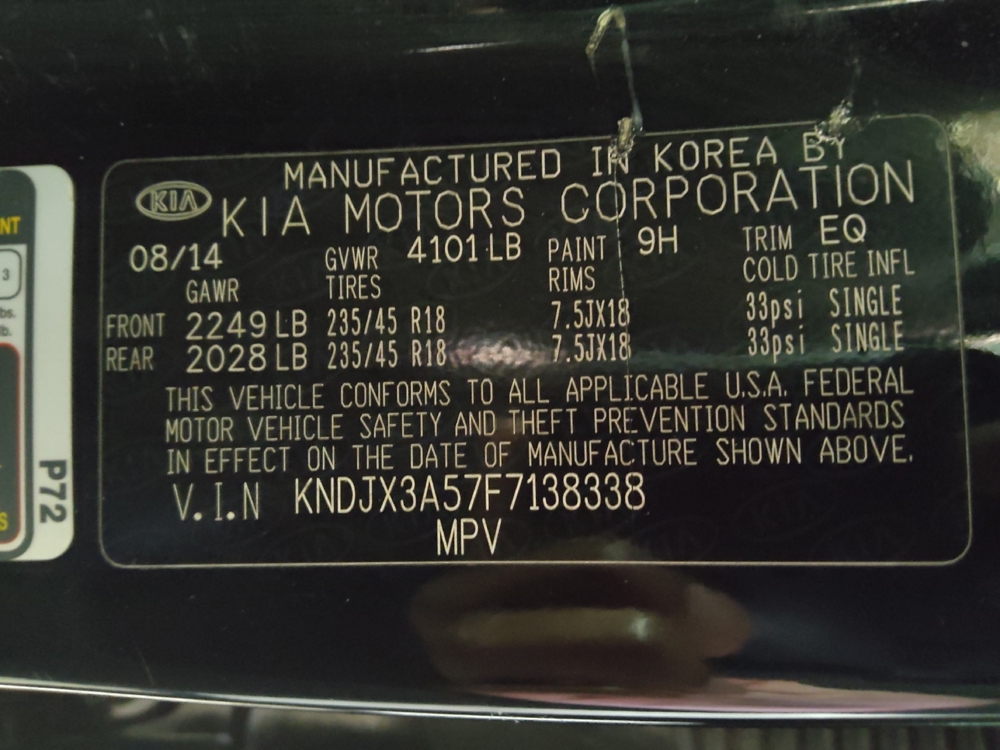 MANUFACTURED IN KOREA BY
KIA KIA MOTORS CORPORATION
08/14 GVWR 4101 LB PAINT 9H TRIM EQ
GAWR TIRES RIMS COLD TIRE INFL
FRONT 2249 LB 235/45 R18 7.5JX18 33psi SINGLE
REAR 2028 LB 235/45 R18 7.5JX18 33psi SINGLE
THIS VEHICLE CONFORMS TO ALL APPLICABLE U.S.A. FEDERAL
MOTOR VEHICLE SAFETY AND THEFT PREVENTION STANDARDS
IN EFFECT ON THE DATE OF MANUFACTURE SHOWN ABOVE.
V.I.N KNDJX3A57F7138338
MPV
NT
3
bs.
b.
S
P72